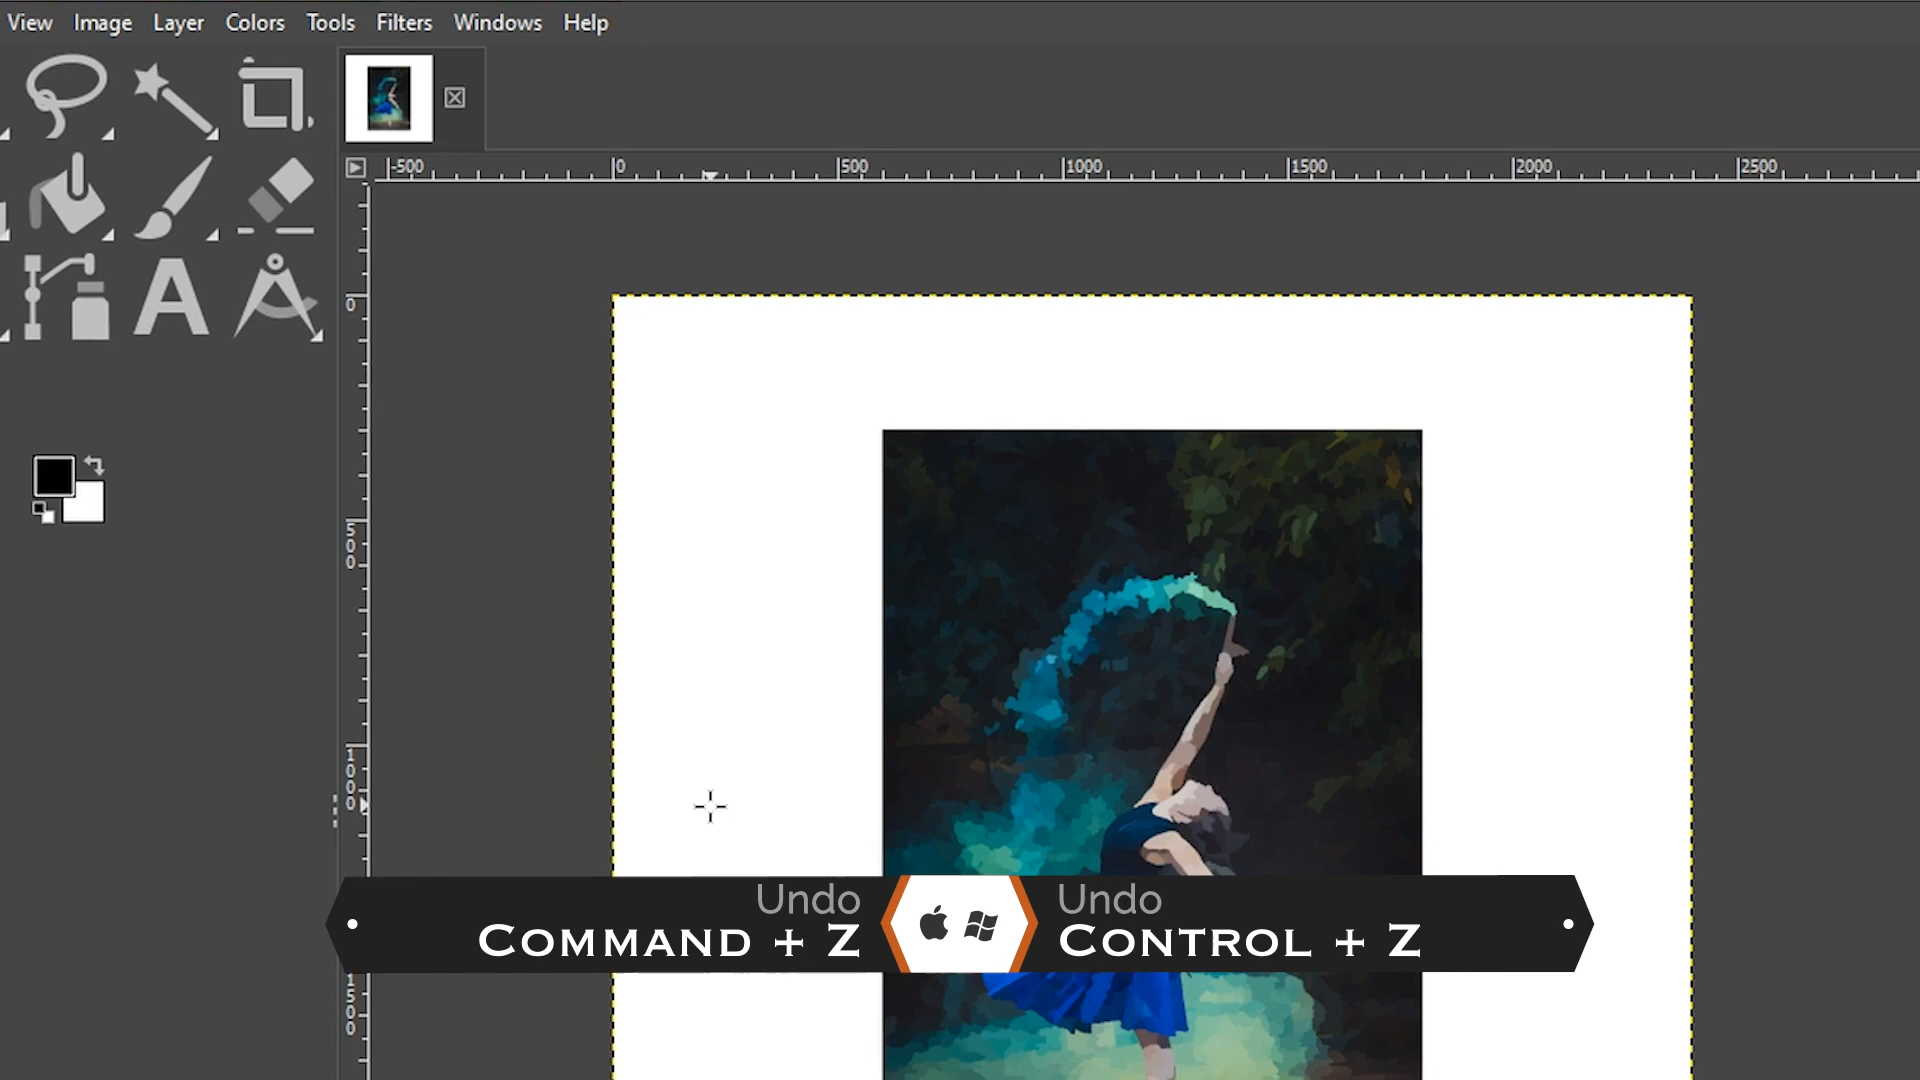 View Image Layer Colors Tools Filters Windows Help
-500 0 500 1000 1500 2000 2500
0
500
1000
1500
A
Undo Undo
Command + Z Control + Z